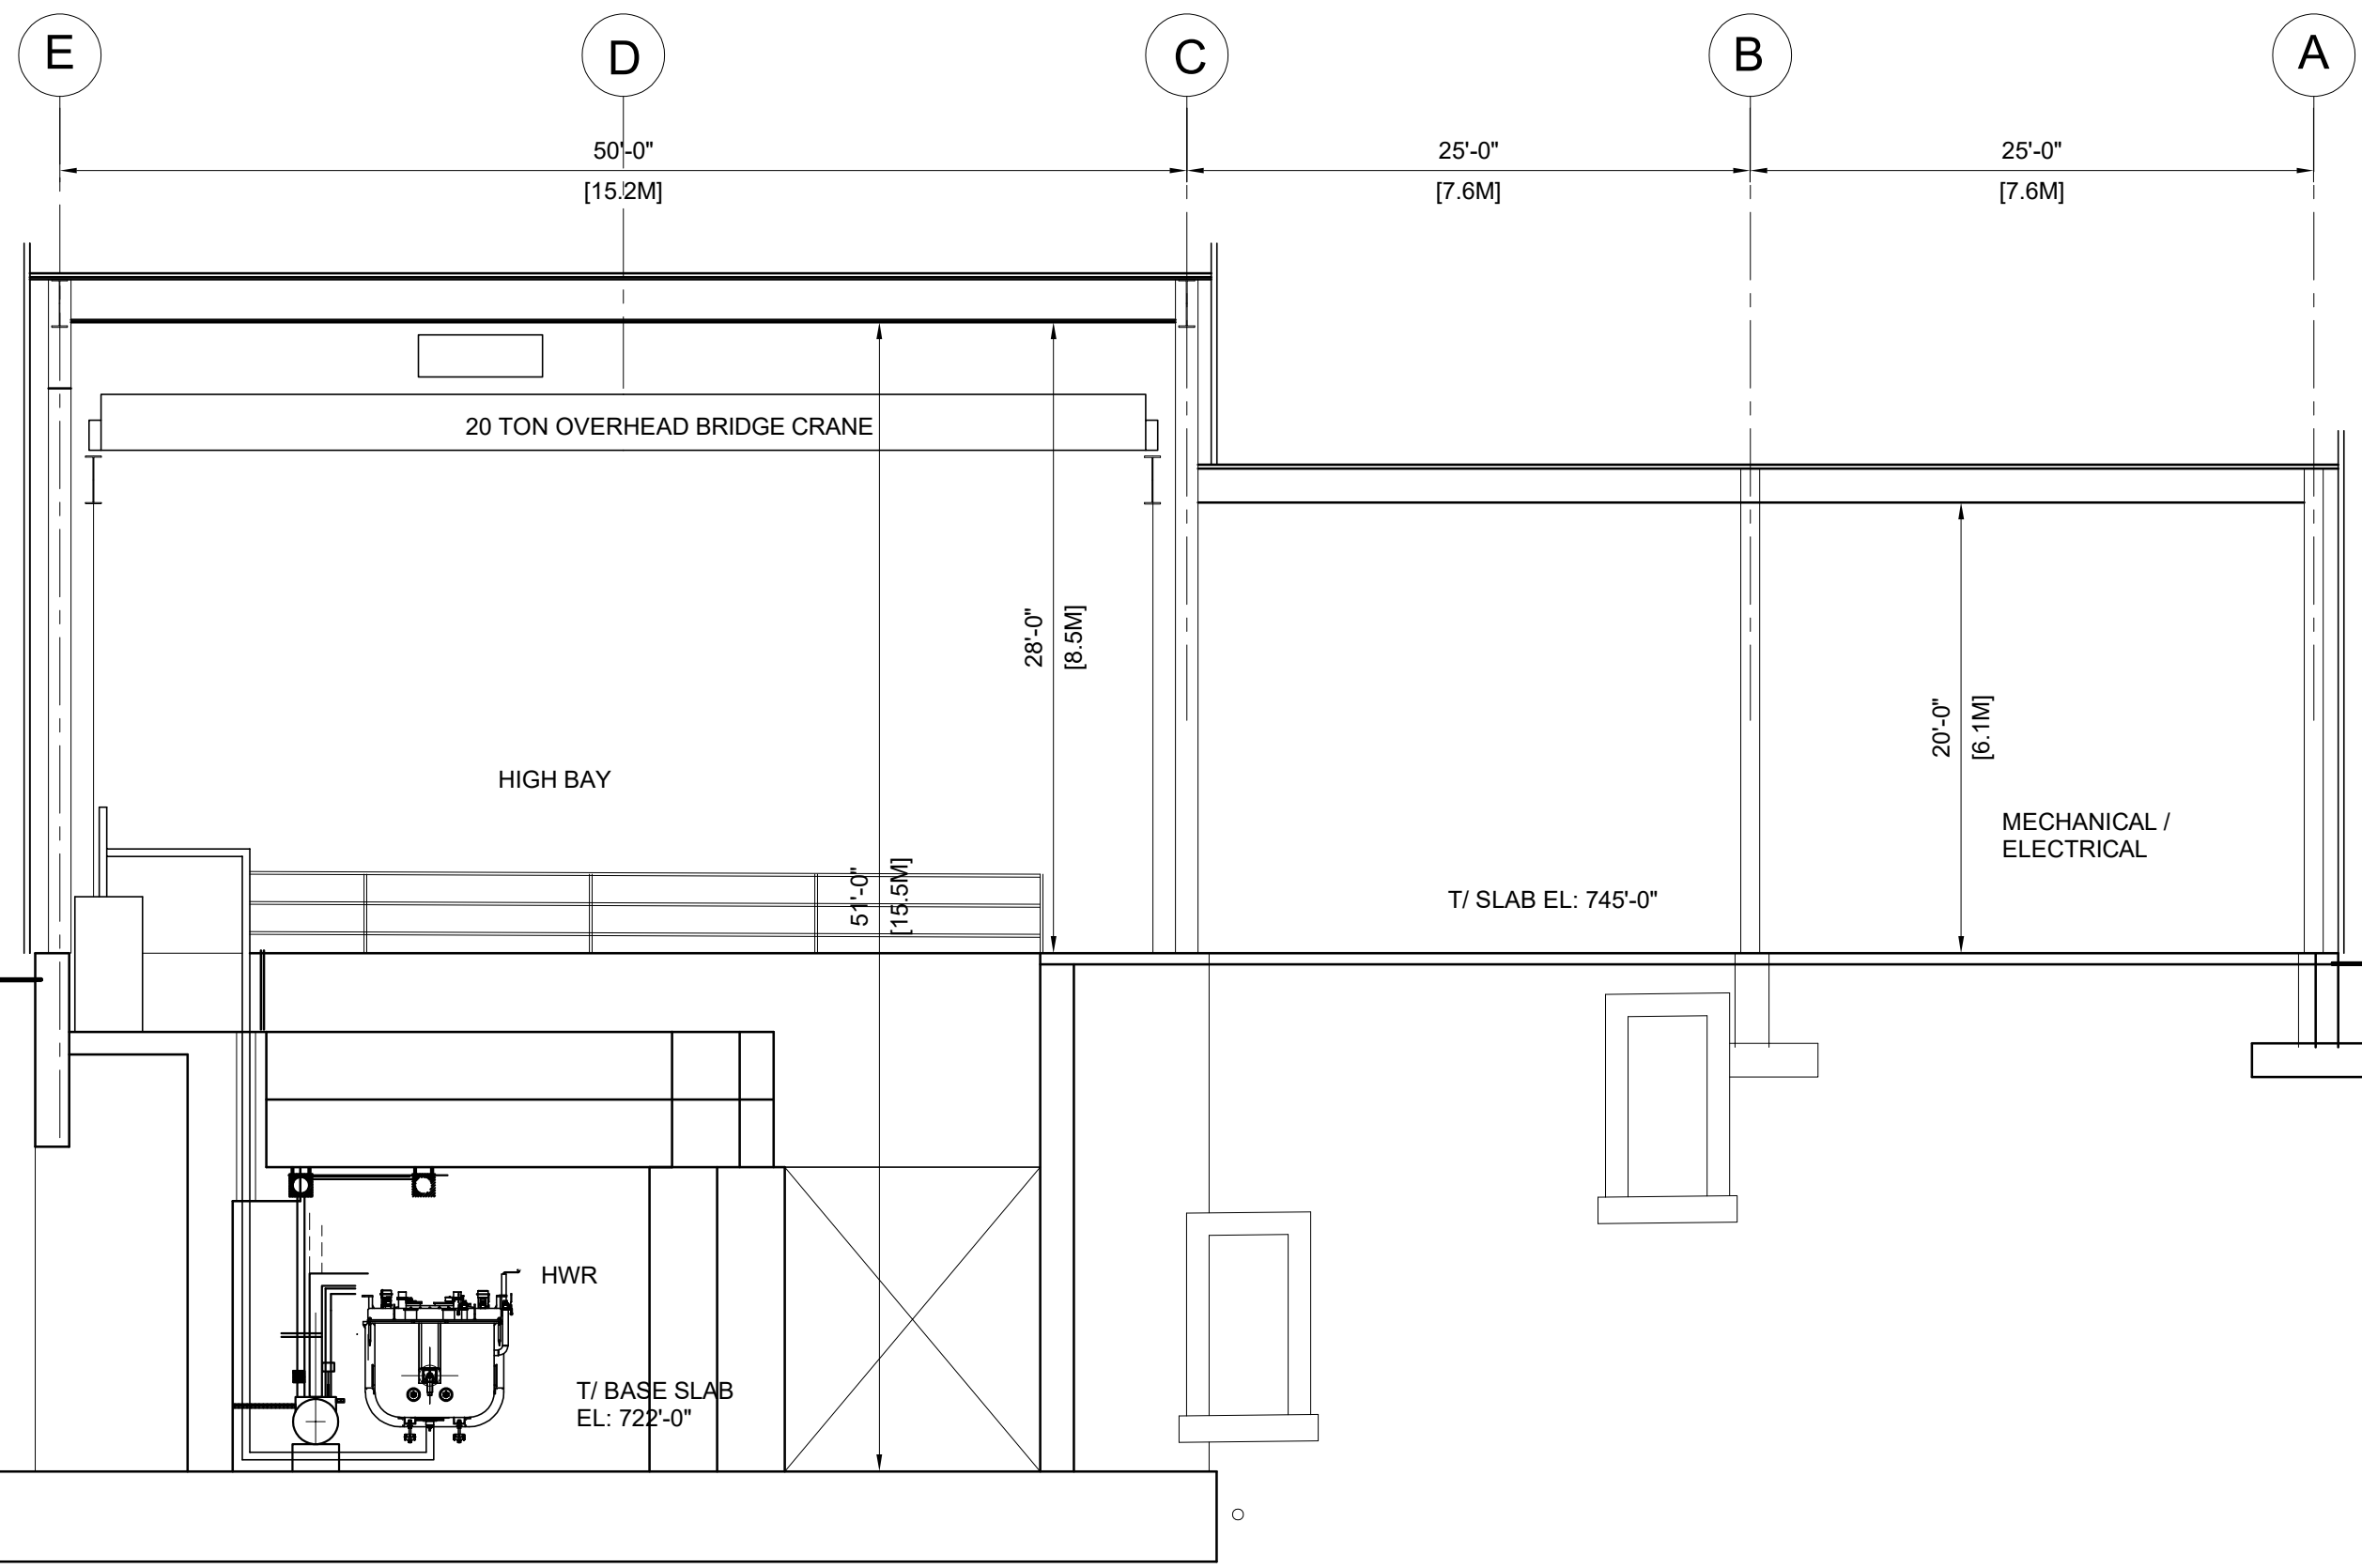 E
D
C
B
A
50'-0"
[15.2M]
25'-0"
[7.6M]
25'-0"
[7.6M]
20 TON OVERHEAD BRIDGE CRANE
28'-0"
[8.5M]
20'-0"
[6.1M]
HIGH BAY
MECHANICAL /
ELECTRICAL
51'-0"
[15.5M]
T/ SLAB EL: 745'-0"
HWR
T/ BASE SLAB
EL: 722'-0"